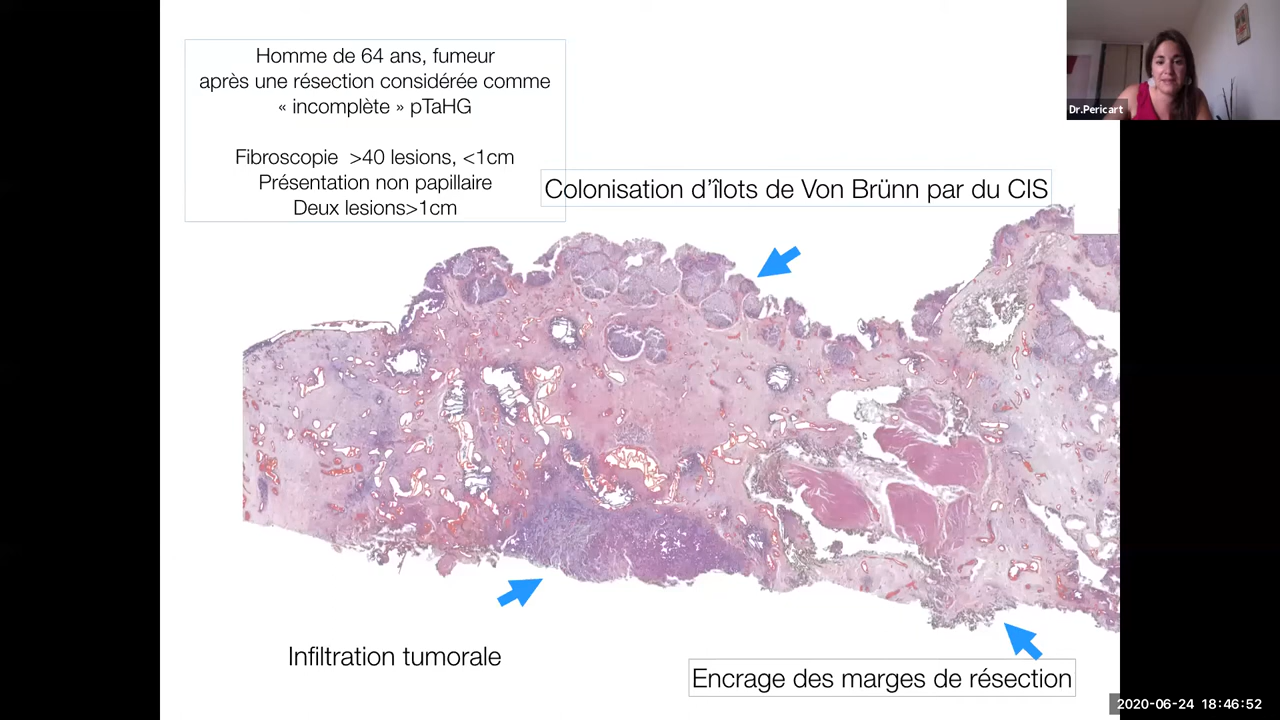 Homme de 64 ans, fumeur
après une résection considérée comme
« incomplète » pTaHG
Fibroscopie >40 lesions, <1cm
Présentation non papillaire
Deux lesions>1cm
Dr.Pericart
Colonisation d'îlots de Von Brünn par du CIS
Infiltration tumorale
Encrage des marges de résection
2020-06-24 18:46:52